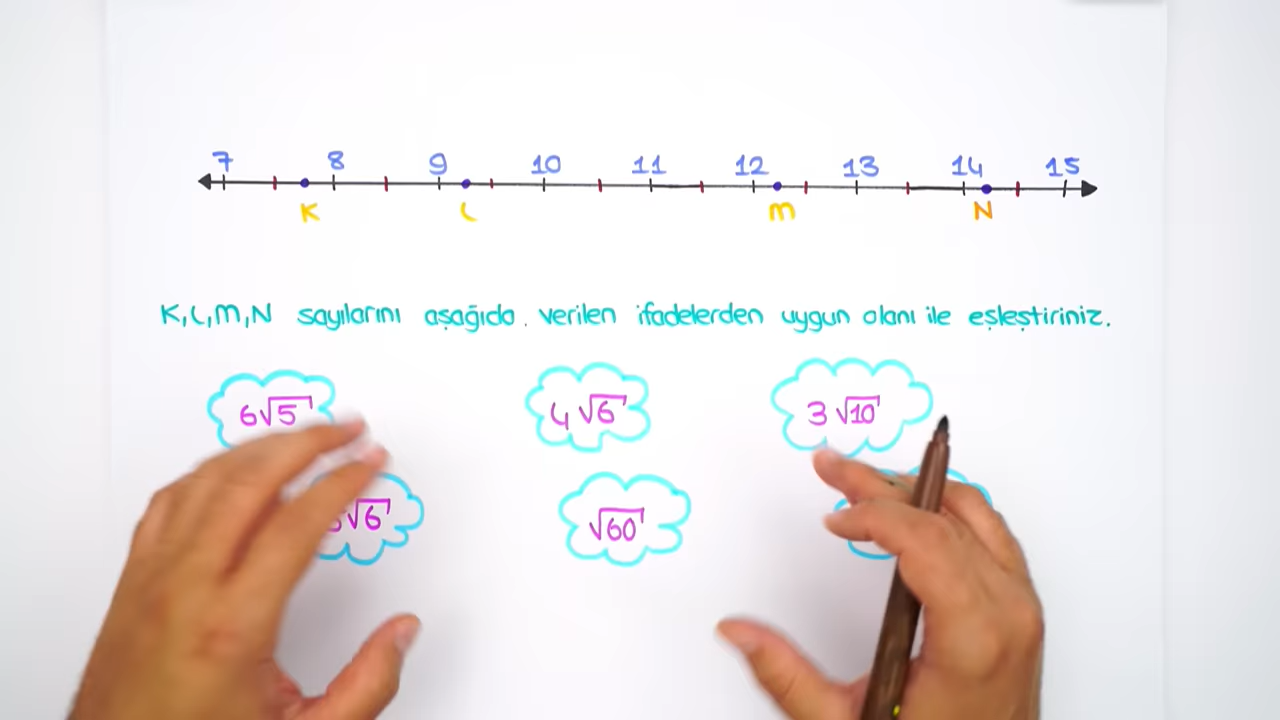 7 8 9 10 11 12 13 14 15
K L M N
K, L, M, N sayılarını aşağıda verilen ifadelerden uygun olanı ile eşleştiriniz.
6√5 4√6 3√10
√6 √60